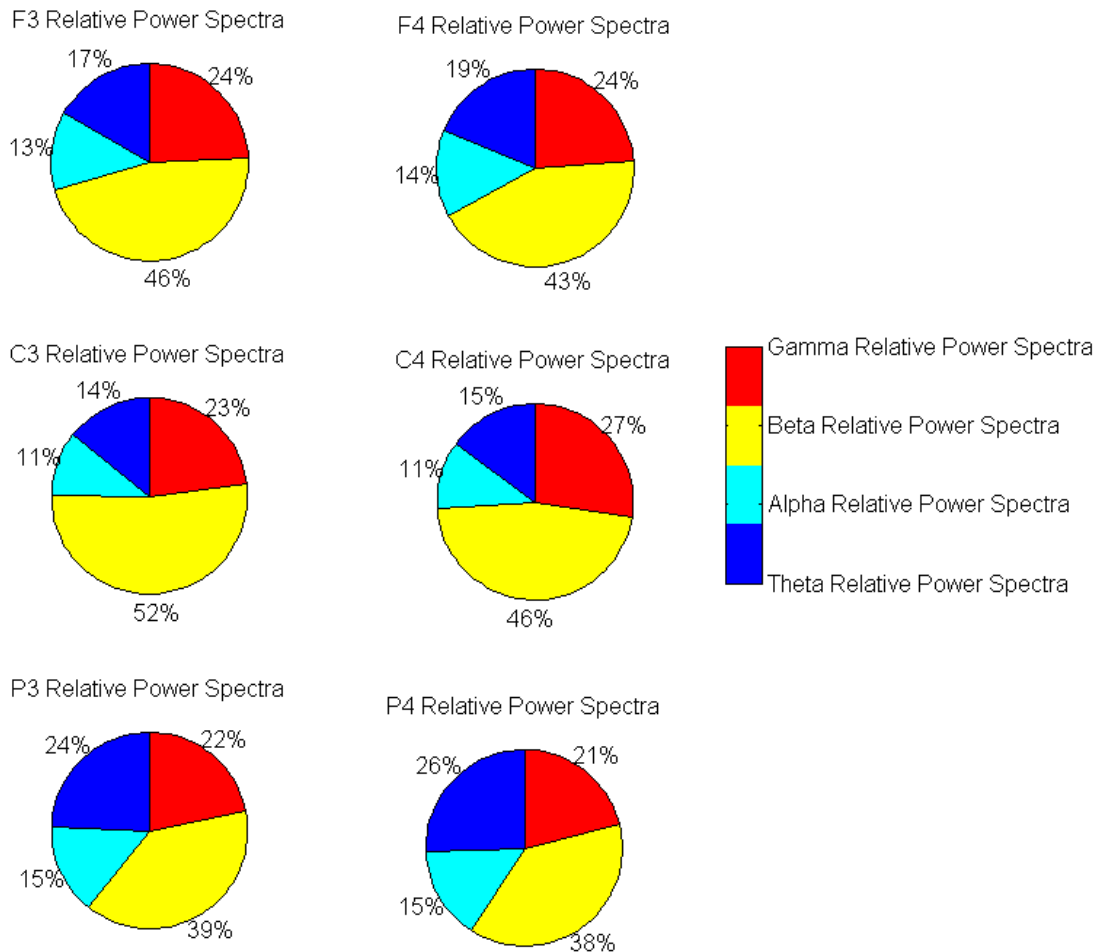 F3 Relative Power Spectra
17%
24%
13%
46%
F4 Relative Power Spectra
19%
24%
14%
43%
C3 Relative Power Spectra
14%
23%
11%
52%
C4 Relative Power Spectra
15%
27%
11%
46%
Gamma Relative Power Spectra
Beta Relative Power Spectra
Alpha Relative Power Spectra
Theta Relative Power Spectra
P3 Relative Power Spectra
24%
22%
15%
39%
P4 Relative Power Spectra
26%
21%
15%
38%